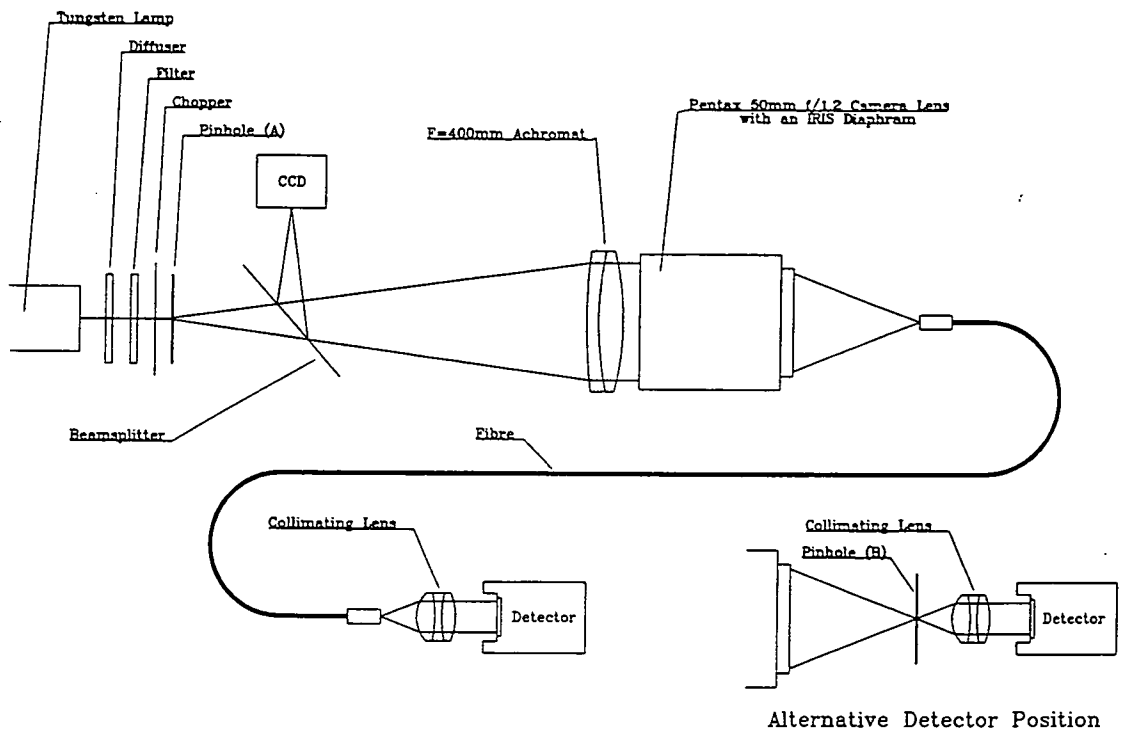 Tungsten Lamp
Diffuser
Filter
Chopper
Pinhole (A)
CCD
F=400mm Achromat
Pentax 50mm f/1.2 Camera Lens
with an IRIS Diaphram
Beamsplitter
Fibre
Collimating Lens
Detector
Collimating Lens
Pinhole (B)
Detector
Alternative Detector Position